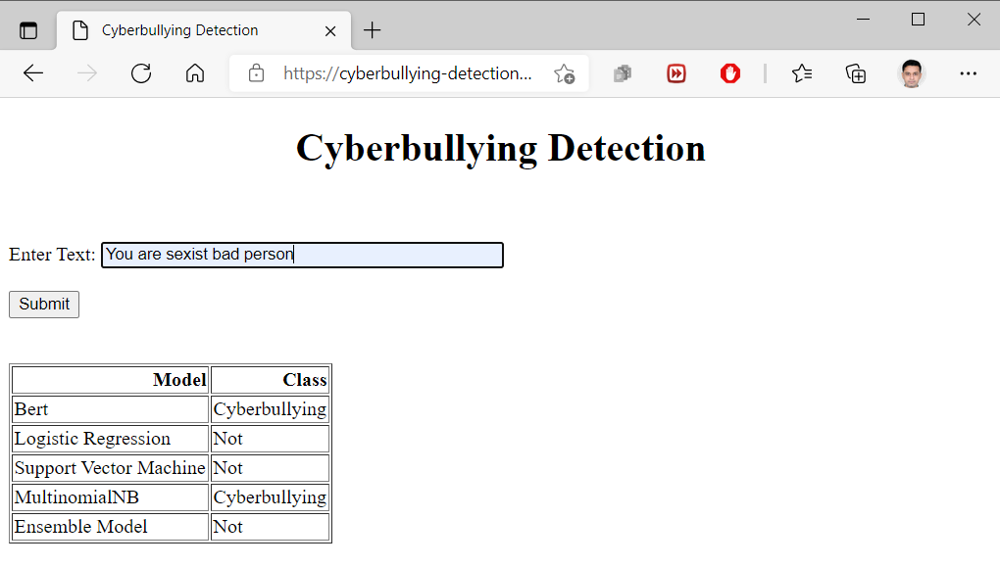 Cyberbullying Detection
https://cyberbullying-detection...
Cyberbullying Detection
Enter Text: You are sexist bad person
Submit
Model Class
Bert Cyberbullying
Logistic Regression Not
Support Vector Machine Not
MultinomialNB Cyberbullying
Ensemble Model Not